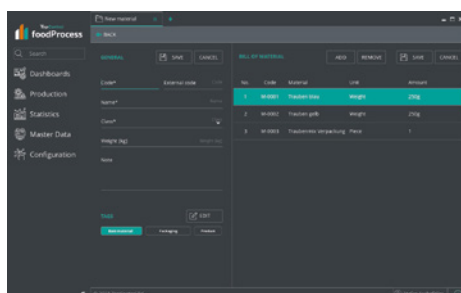 New material
foodProcess
BACK
Search
GENERAL
SAVE
CANCEL
BILL OF MATERIAL
ADD
REMOVE
SAVE
CANCEL
Dashboards
Production
Statistics
Master Data
Configuration
Code*
External code
Name*
Class*
Weight (kg)
Note
TAGS
EDIT
Raw material
Packaging
Product
No. Code Material Unit Amount
1 M-0001 Trauben blau Weight 250g
2 M-0002 Trauben gelb Weight 250g
3 M-0003 Traubenmix Verpackung Piece 1